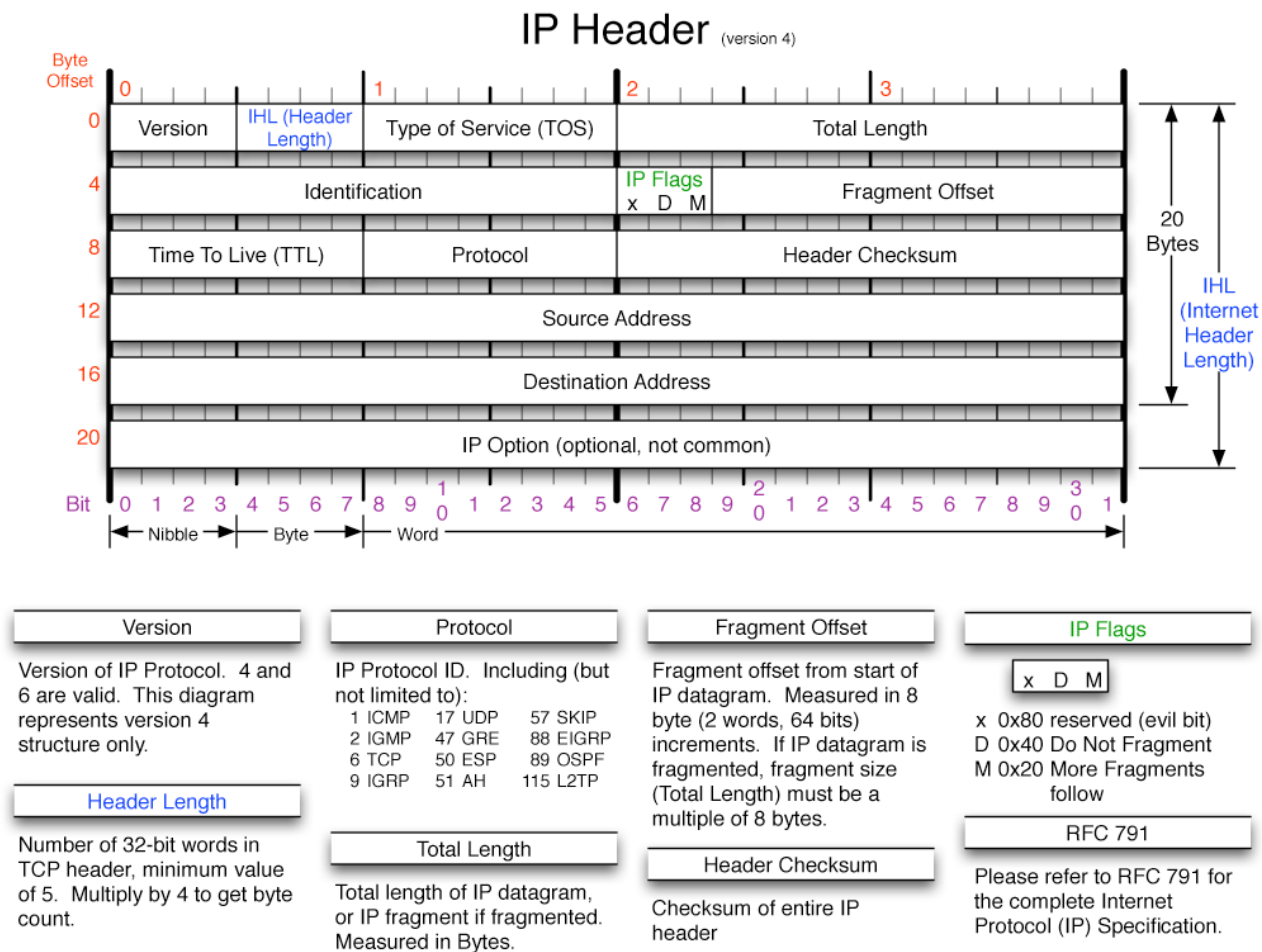 IP Header (version 4)
Byte
Offset
0 1 2 3
0
Version
IHL (Header
Length)
Type of Service (TOS)
Total Length
4
Identification
IP Flags
x D M
Fragment Offset
8
Time To Live (TTL)
Protocol
Header Checksum
12
Source Address
16
Destination Address
20
IP Option (optional, not common)
20
Bytes
IHL
(Internet
Header
Length)
Bit 0 1 2 3 4 5 6 7 8 9 10 1 2 3 4 5 6 7 8 9 20 1 2 3 4 5 6 7 8 9 30 1
Nibble Byte Word
Version
Version of IP Protocol. 4 and
6 are valid. This diagram
represents version 4
structure only.
Header Length
Number of 32-bit words in
TCP header, minimum value
of 5. Multiply by 4 to get byte
count.
Protocol
IP Protocol ID. Including (but
not limited to):
1 ICMP 17 UDP 57 SKIP
2 IGMP 47 GRE 88 EIGRP
6 TCP 50 ESP 89 OSPF
9 IGRP 51 AH 115 L2TP
Total Length
Total length of IP datagram,
or IP fragment if fragmented.
Measured in Bytes.
Fragment Offset
Fragment offset from start of
IP datagram. Measured in 8
byte (2 words, 64 bits)
increments. If IP datagram is
fragmented, fragment size
(Total Length) must be a
multiple of 8 bytes.
Header Checksum
Checksum of entire IP
header
IP Flags
x D M
x 0x80 reserved (evil bit)
D 0x40 Do Not Fragment
M 0x20 More Fragments
follow
RFC 791
Please refer to RFC 791 for
the complete Internet
Protocol (IP) Specification.